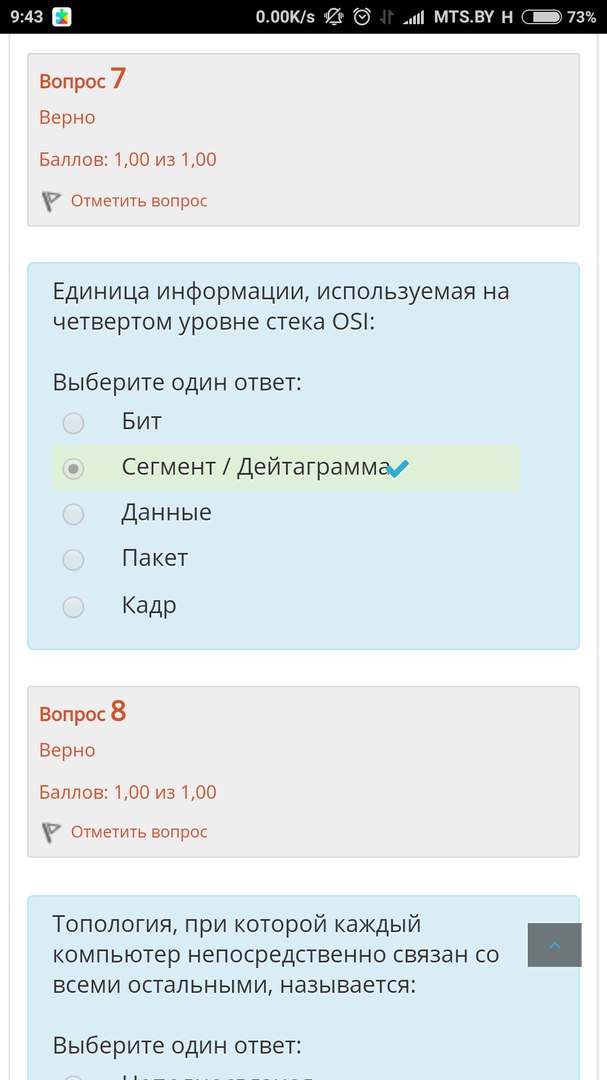 9:43 0.00K/s MTS.BY H 73%
Вопрос 7
Верно
Баллов: 1,00 из 1,00
Отметить вопрос
Единица информации, используемая на
четвертом уровне стека OSI:
Выберите один ответ:
Бит
Сегмент / Дейтаграмма
Данные
Пакет
Кадр
Вопрос 8
Верно
Баллов: 1,00 из 1,00
Отметить вопрос
Топология, при которой каждый
компьютер непосредственно связан со
всеми остальными, называется:
Выберите один ответ: